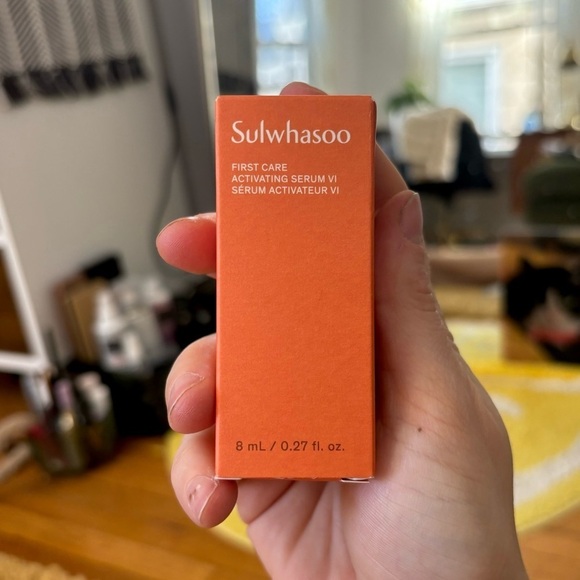 Sulwhasoo
FIRST CARE
ACTIVATING SERUM VI
SÉRUM ACTIVATEUR VI
8 mL / 0.27 fl. oz.